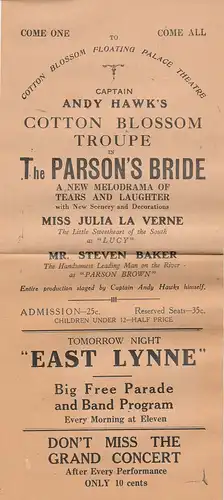 COME ONE
COME ALL
TO
COTTON BLOSSOM FLOATING PALACE THEATRE
CAPTAIN
ANDY HAWK'S
COTTON BLOSSOM
TROUPE
IN
The PARSON'S BRIDE
A NEW MELODRAMA OF
TEARS AND LAUGHTER
with New Scenery and Decorations
MISS JULIA LA VERNE
The Little Sweetheart of the South
as "LUCY"
MR. STEVEN BAKER
The Handsomest Leading Man on the River
as "PARSON BROWN"
Entire production staged by Captain Andy Hawks himself.
ADMISSION—25c. Reserved Seats—35c.
CHILDREN UNDER 12—HALF PRICE
TOMORROW NIGHT
"EAST LYNNE"
Big Free Parade
and Band Program
Every Morning at Eleven
DON'T MISS THE
GRAND CONCERT
After Every Performance
ONLY 10 cents